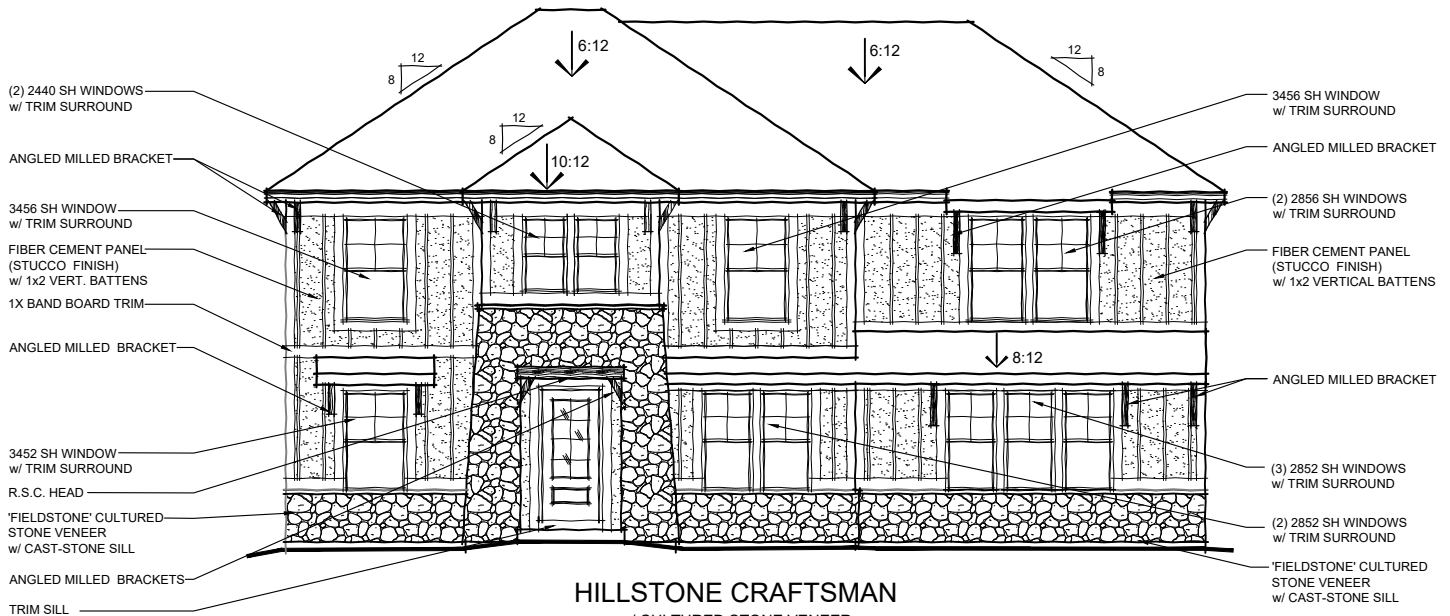 12
8
6:12
6:12
12
8
12
8
10:12
8:12
(2) 2440 SH WINDOWS
w/ TRIM SURROUND
ANGLED MILLED BRACKET
3456 SH WINDOW
w/ TRIM SURROUND
FIBER CEMENT PANEL
(STUCCO FINISH)
w/ 1x2 VERT. BATTENS
1X BAND BOARD TRIM
ANGLED MILLED BRACKET
3452 SH WINDOW
w/ TRIM SURROUND
R.S.C. HEAD
'FIELDSTONE' CULTURED
STONE VENEER
w/ CAST-STONE SILL
ANGLED MILLED BRACKETS
TRIM SILL
3456 SH WINDOW
w/ TRIM SURROUND
ANGLED MILLED BRACKET
(2) 2856 SH WINDOWS
w/ TRIM SURROUND
FIBER CEMENT PANEL
(STUCCO FINISH)
w/ 1x2 VERTICAL BATTENS
ANGLED MILLED BRACKET
(3) 2852 SH WINDOWS
w/ TRIM SURROUND
(2) 2852 SH WINDOWS
w/ TRIM SURROUND
'FIELDSTONE' CULTURED
STONE VENEER
w/ CAST-STONE SILL
HILLSTONE CRAFTSMAN